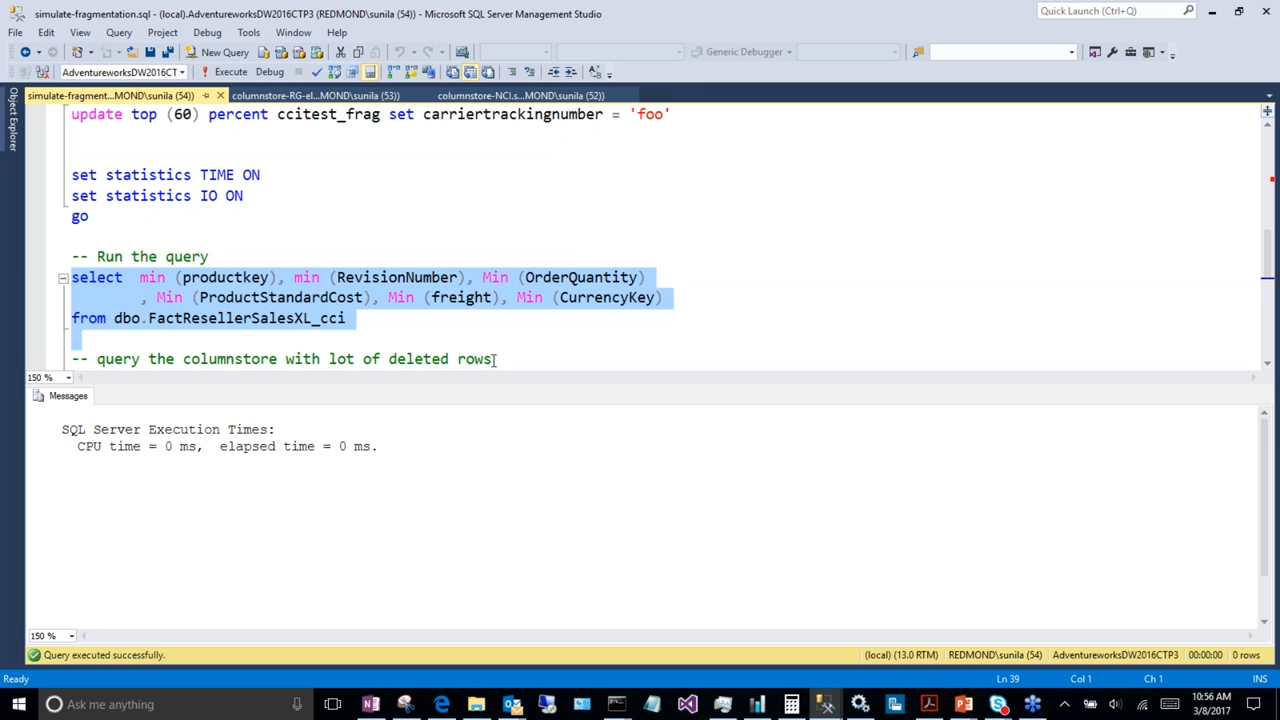 simulate-fragmentation.sql - (local).AdventureworksDW2016CTP3 (REDMOND\sunila (54)) - Microsoft SQL Server Management Studio
Quick Launch (Ctrl+Q)
File Edit View Query Project Debug Tools Window Help
New Query
Generic Debugger
AdventureworksDW2016CT
Execute Debug
simulate-fragment...MOND\sunila (54))
columnstore-RG-el...MOND\sunila (53))
columnstore-NCI.s...MOND\sunila (52))
Object Explorer
update top (60) percent ccitest_frag set carriertrackingnumber = 'foo'
set statistics TIME ON
set statistics IO ON
go
-- Run the query
select min (productkey), min (RevisionNumber), Min (OrderQuantity)
, Min (ProductStandardCost), Min (freight), Min (CurrencyKey)
from dbo.FactResellerSalesXL_cci
-- query the columnstore with lot of deleted rows
150 %
Messages
SQL Server Execution Times:
CPU time = 0 ms, elapsed time = 0 ms.
150 %
Query executed successfully.
(local) (13.0 RTM) REDMOND\sunila (54) AdventureworksDW2016CTP3 00:00:00 0 rows
Ready
Ln 39 Col 1 Ch 1 INS
Ask me anything
10:56 AM
3/8/2017